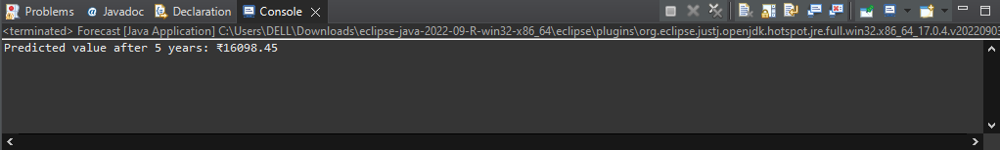 Problems Javadoc Declaration Console
<terminated> Forecast [Java Application] C:\Users\DELL\Downloads\eclipse-java-2022-09-R-win32-x86_64\eclipse\plugins\org.eclipse.justj.openjdk.hotspot.jre.full.win32.x86_64_17.0.4.v20220903
Predicted value after 5 years: ₹16098.45